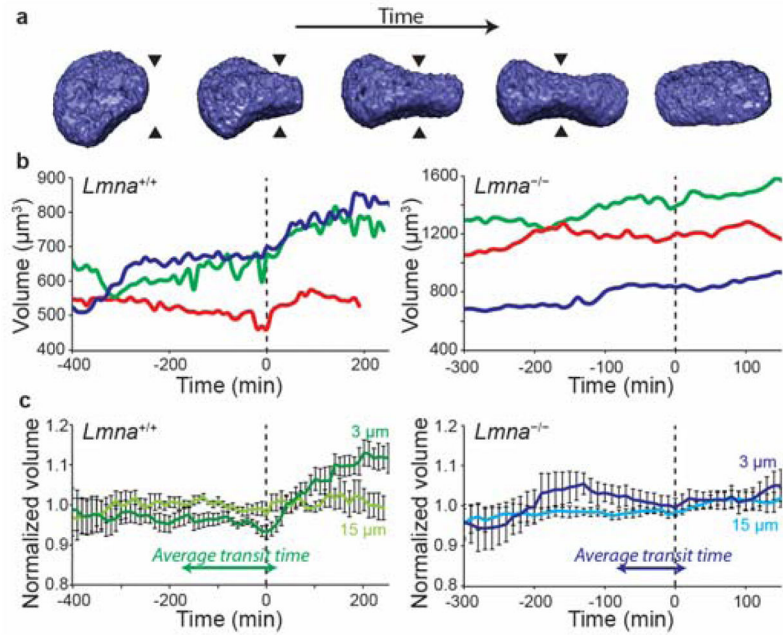 a
Time
b
Lmna+/+
Lmna−/−
Volume (µm³)
900
800
700
600
500
400
-400
-200
0
200
Time (min)
Volume (µm³)
1600
1200
800
400
-300
-200
-100
0
100
Time (min)
c
Lmna+/+
3 µm
15 µm
Average transit time
Normalized volume
1.2
1.1
1.0
0.9
0.8
-400
-200
0
200
Time (min)
Lmna−/−
3 µm
15 µm
Average transit time
Normalized volume
1.2
1.1
1.0
0.9
0.8
-300
-200
-100
0
100
Time (min)